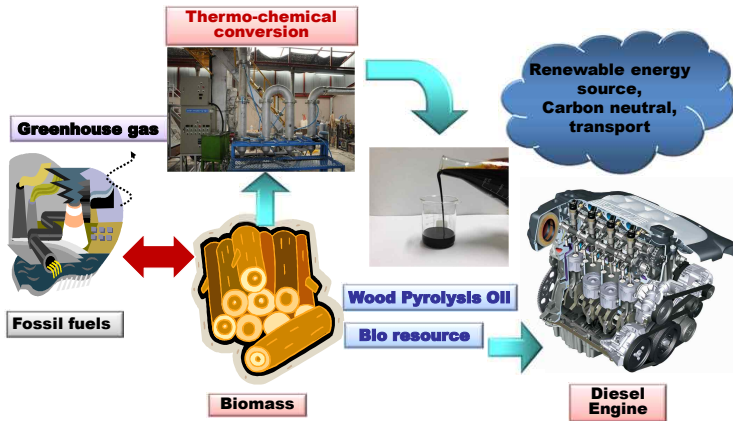 Thermo-chemical
conversion
Renewable energy
source,
Carbon neutral,
transport
Greenhouse gas
Wood Pyrolysis Oil
Fossil fuels
Bio resource
Biomass
Diesel
Engine